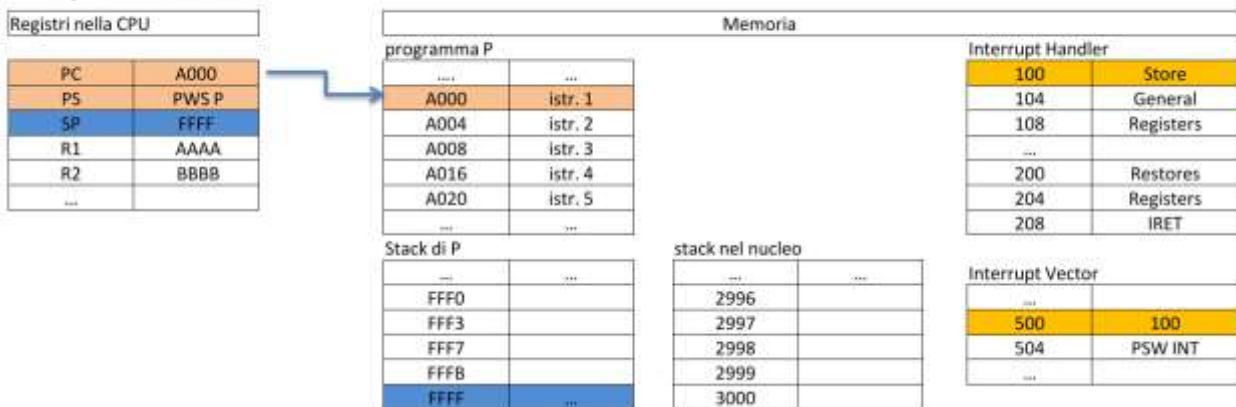 Registri nella CPU
Memoria
programma P
Interrupt Handler
PC A000
PS PWS P
SP FFFF
R1 AAAA
R2 BBBB
...
.... ...
A000 istr. 1
A004 istr. 2
A008 istr. 3
A016 istr. 4
A020 istr. 5
... ...
100 Store
104 General
108 Registers
...
200 Restores
204 Registers
208 IRET
Stack di P
... ...
FFF0
FFF3
FFF7
FFFB
FFFF ...
stack nel nucleo
... ...
2996
2997
2998
2999
3000
Interrupt Vector
...
500 100
504 PSW INT
...